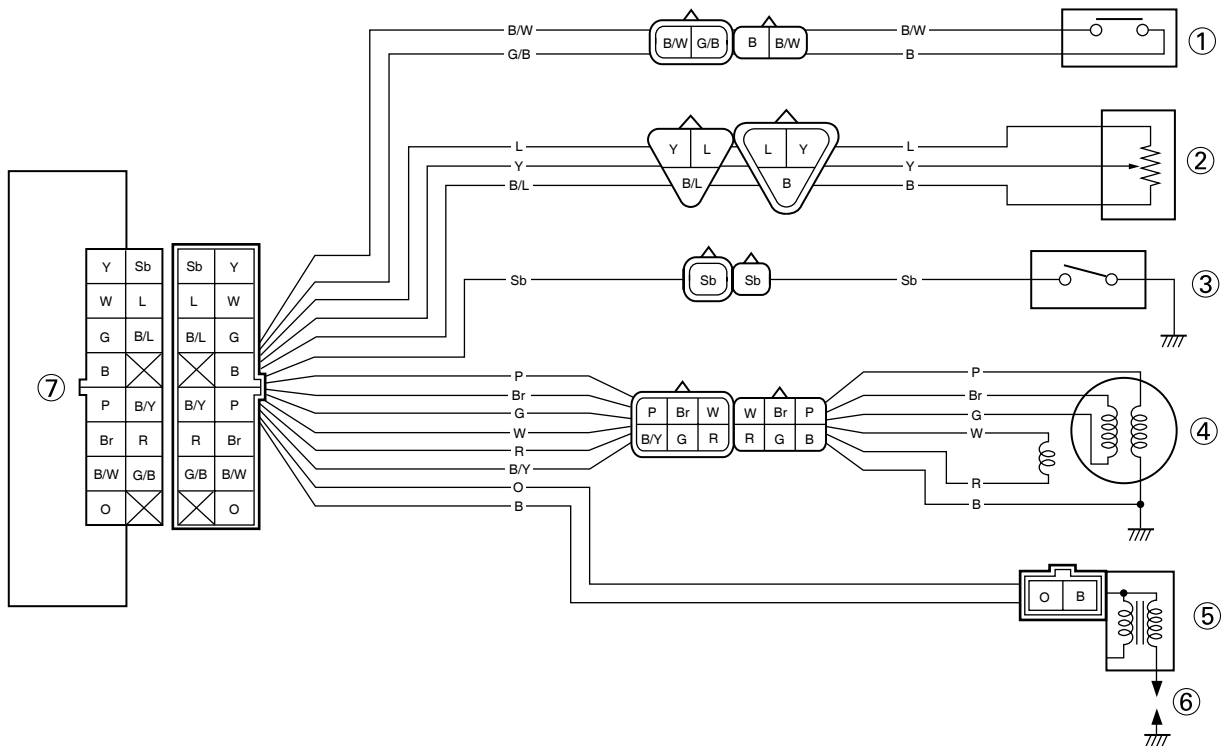 B/W B/W G/B B B/W B/W ①
G/B B
L Y L L Y L
Y Y ②
B/L B/L B B
Y Sb Sb Y
Sb Sb Sb Sb ③
W L L W
G B/L B/L G
B B
⑦
P B/Y B/Y P
Br R R Br
B/W G/B G/B B/W
O O
P P
Br Br
G P Br W W Br P G
W W ④
R B/Y G R R G B
B/Y
O R
B B
O B ⑤
⑥